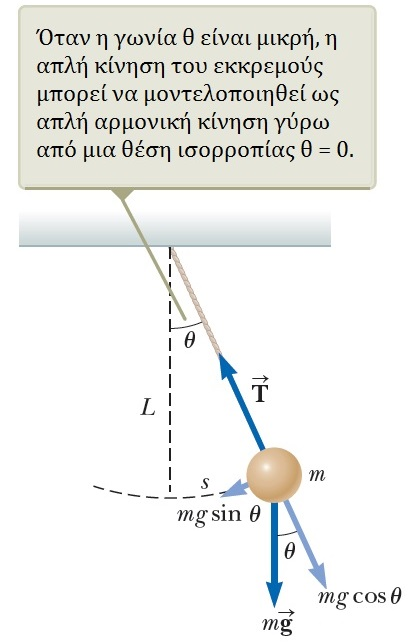 Όταν η γωνία θ είναι μικρή, η
απλή κίνηση του εκκρεμούς
μπορεί να μοντελοποιηθεί ως
απλή αρμονική κίνηση γύρω
από μια θέση ισορροπίας θ = 0.
θ
T⃗
L
s
m
mg sin θ
θ
mg cos θ
mg⃗